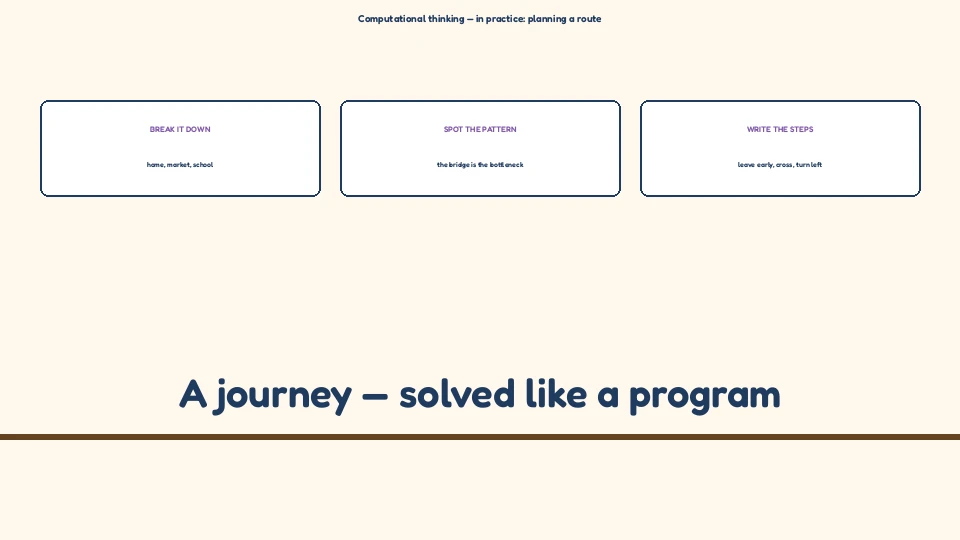 Computational thinking — in practice: planning a route
BREAK IT DOWN
home, market, school
SPOT THE PATTERN
the bridge is the bottleneck
WRITE THE STEPS
leave early, cross, turn left
A journey — solved like a program